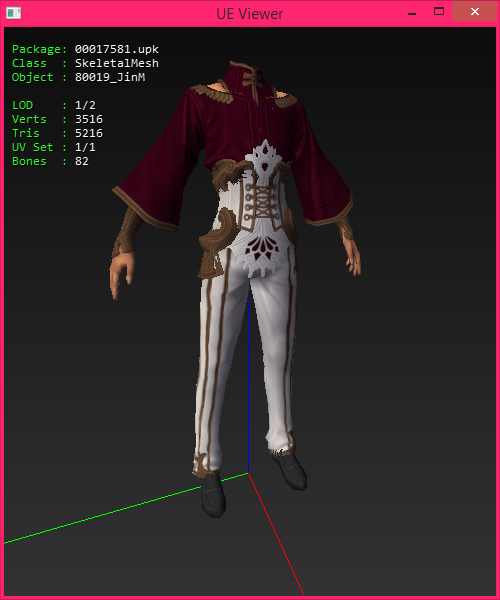 UE Viewer
Package: 00017581.upk
Class : SkeletalMesh
Object : 80019_JinM
LOD : 1/2
Verts : 3516
Tris : 5216
UV Set : 1/1
Bones : 82